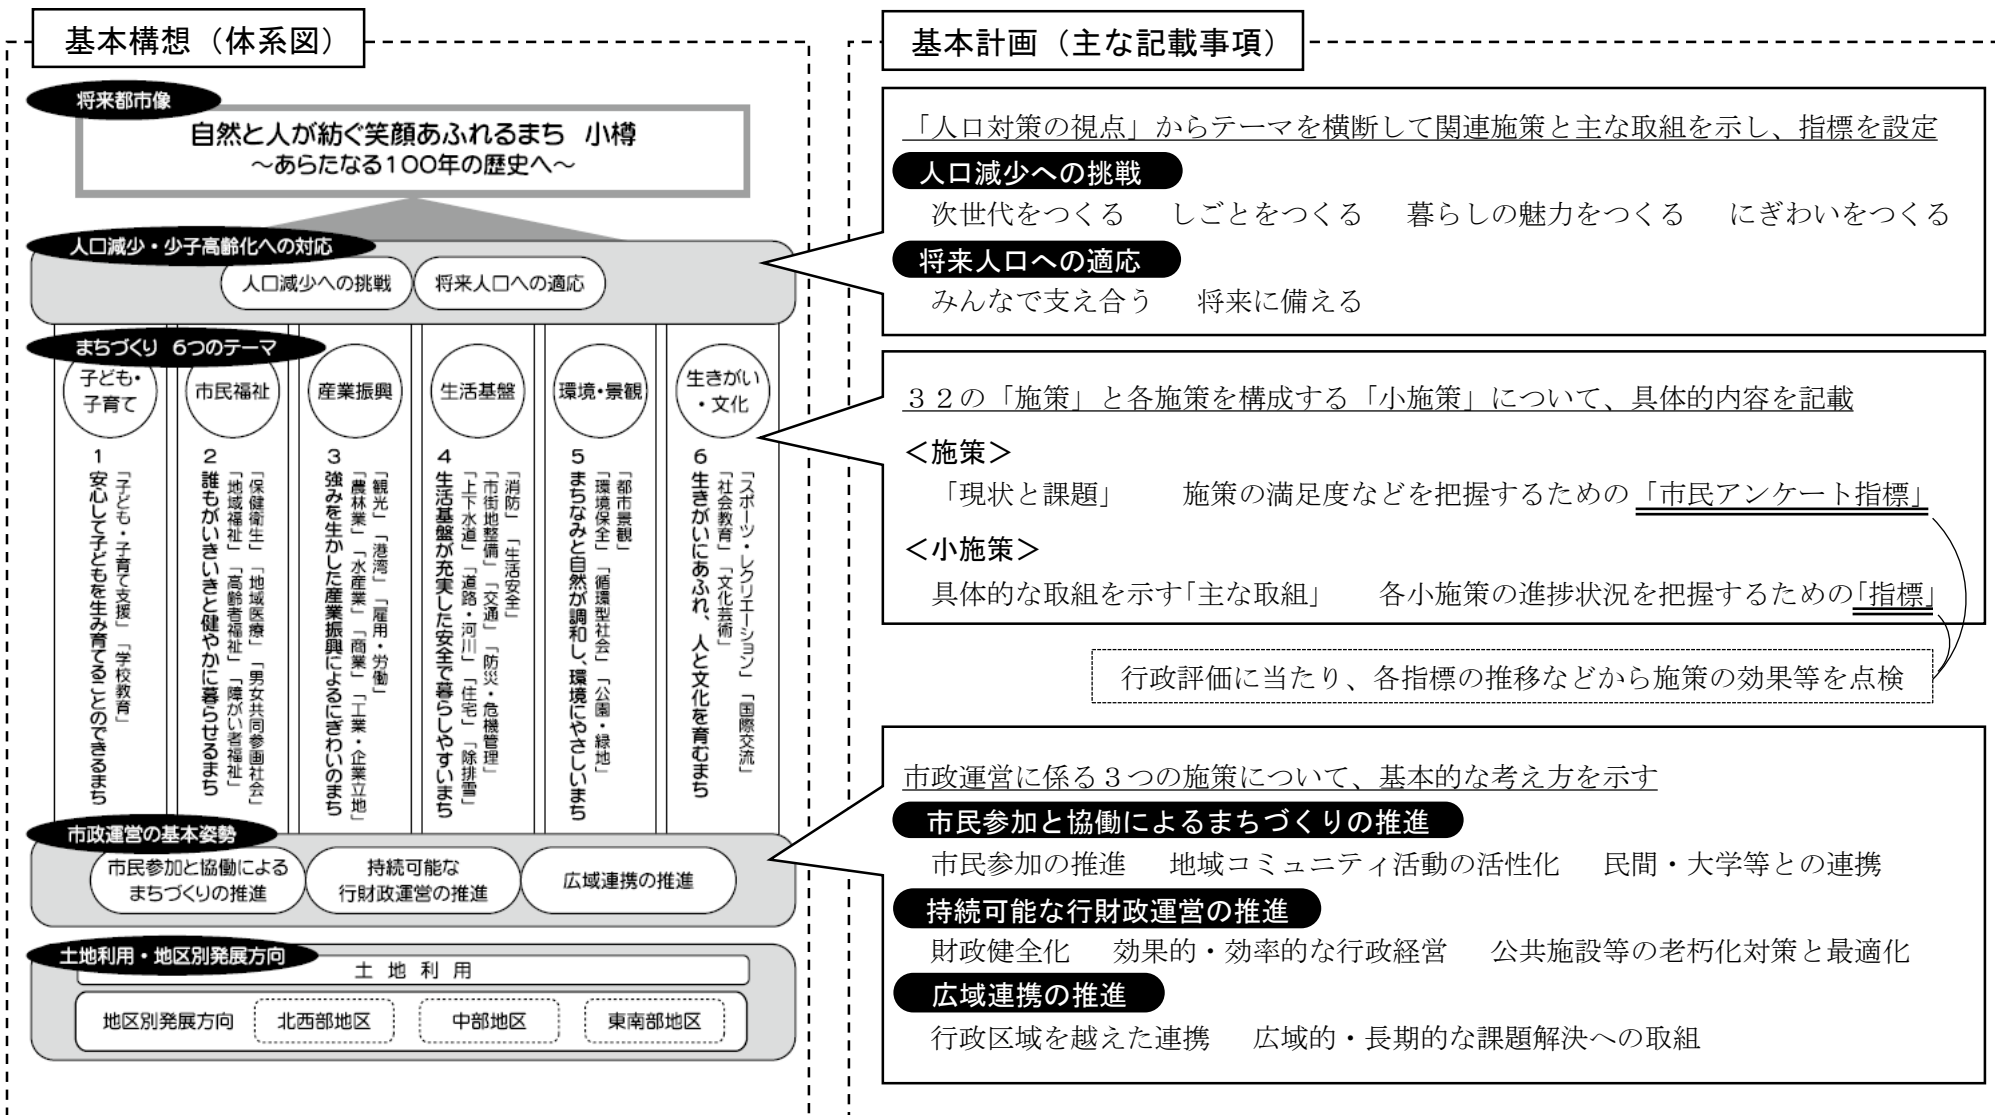 基本構想（体系図）
将来都市像
自然と人が紡ぐ笑顔あふれるまち　小樽
～あらたなる100年の歴史へ～
人口減少・少子高齢化への対応
人口減少への挑戦
将来人口への適応
まちづくり　6つのテーマ
子ども・
子育て
市民福祉
産業振興
生活基盤
環境・景観
生きがい
・文化
1　安心して子どもを生み育てることのできるまち
「子ども・子育て支援」「学校教育」
2　誰もがいきいきと健やかに暮らせるまち
「地域福祉」「高齢者福祉」「障がい者福祉」
「保健衛生」「地域医療」「男女共同参画社会」
3　強みを生かした産業振興によるにぎわいのまち
「農林業」「水産業」「商業」「工業・企業立地」
「観光」「港湾」「雇用・労働」
4　生活基盤が充実した安全で暮らしやすいまち
「上下水道」「道路・河川」「住宅」「除排雪」
「市街地整備」「交通」「防災・危機管理」
「消防」「生活安全」
5　まちなみと自然が調和し、環境にやさしいまち
「環境保全」「循環型社会」「公園・緑地」
「都市景観」
6　生きがいにあふれ、人と文化を育むまち
「社会教育」「文化芸術」
「スポーツ・レクリエーション」「国際交流」
市政運営の基本姿勢
市民参加と協働による
まちづくりの推進
持続可能な
行財政運営の推進
広域連携の推進
土地利用・地区別発展方向
土　地　利　用
地区別発展方向
北西部地区
中部地区
東南部地区
基本計画（主な記載事項）
「人口対策の視点」からテーマを横断して関連施策と主な取組を示し、指標を設定
人口減少への挑戦
次世代をつくる　しごとをつくる　暮らしの魅力をつくる　にぎわいをつくる
将来人口への適応
みんなで支え合う　将来に備える
３２の「施策」と各施策を構成する「小施策」について、具体的内容を記載
＜施策＞
「現状と課題」　施策の満足度などを把握するための「市民アンケート指標」
＜小施策＞
具体的な取組を示す「主な取組」　各小施策の進捗状況を把握するための「指標」
行政評価に当たり、各指標の推移などから施策の効果等を点検
市政運営に係る３つの施策について、基本的な考え方を示す
市民参加と協働によるまちづくりの推進
市民参加の推進　地域コミュニティ活動の活性化　民間・大学等との連携
持続可能な行財政運営の推進
財政健全化　効果的・効率的な行政経営　公共施設等の老朽化対策と最適化
広域連携の推進
行政区域を越えた連携　広域的・長期的な課題解決への取組